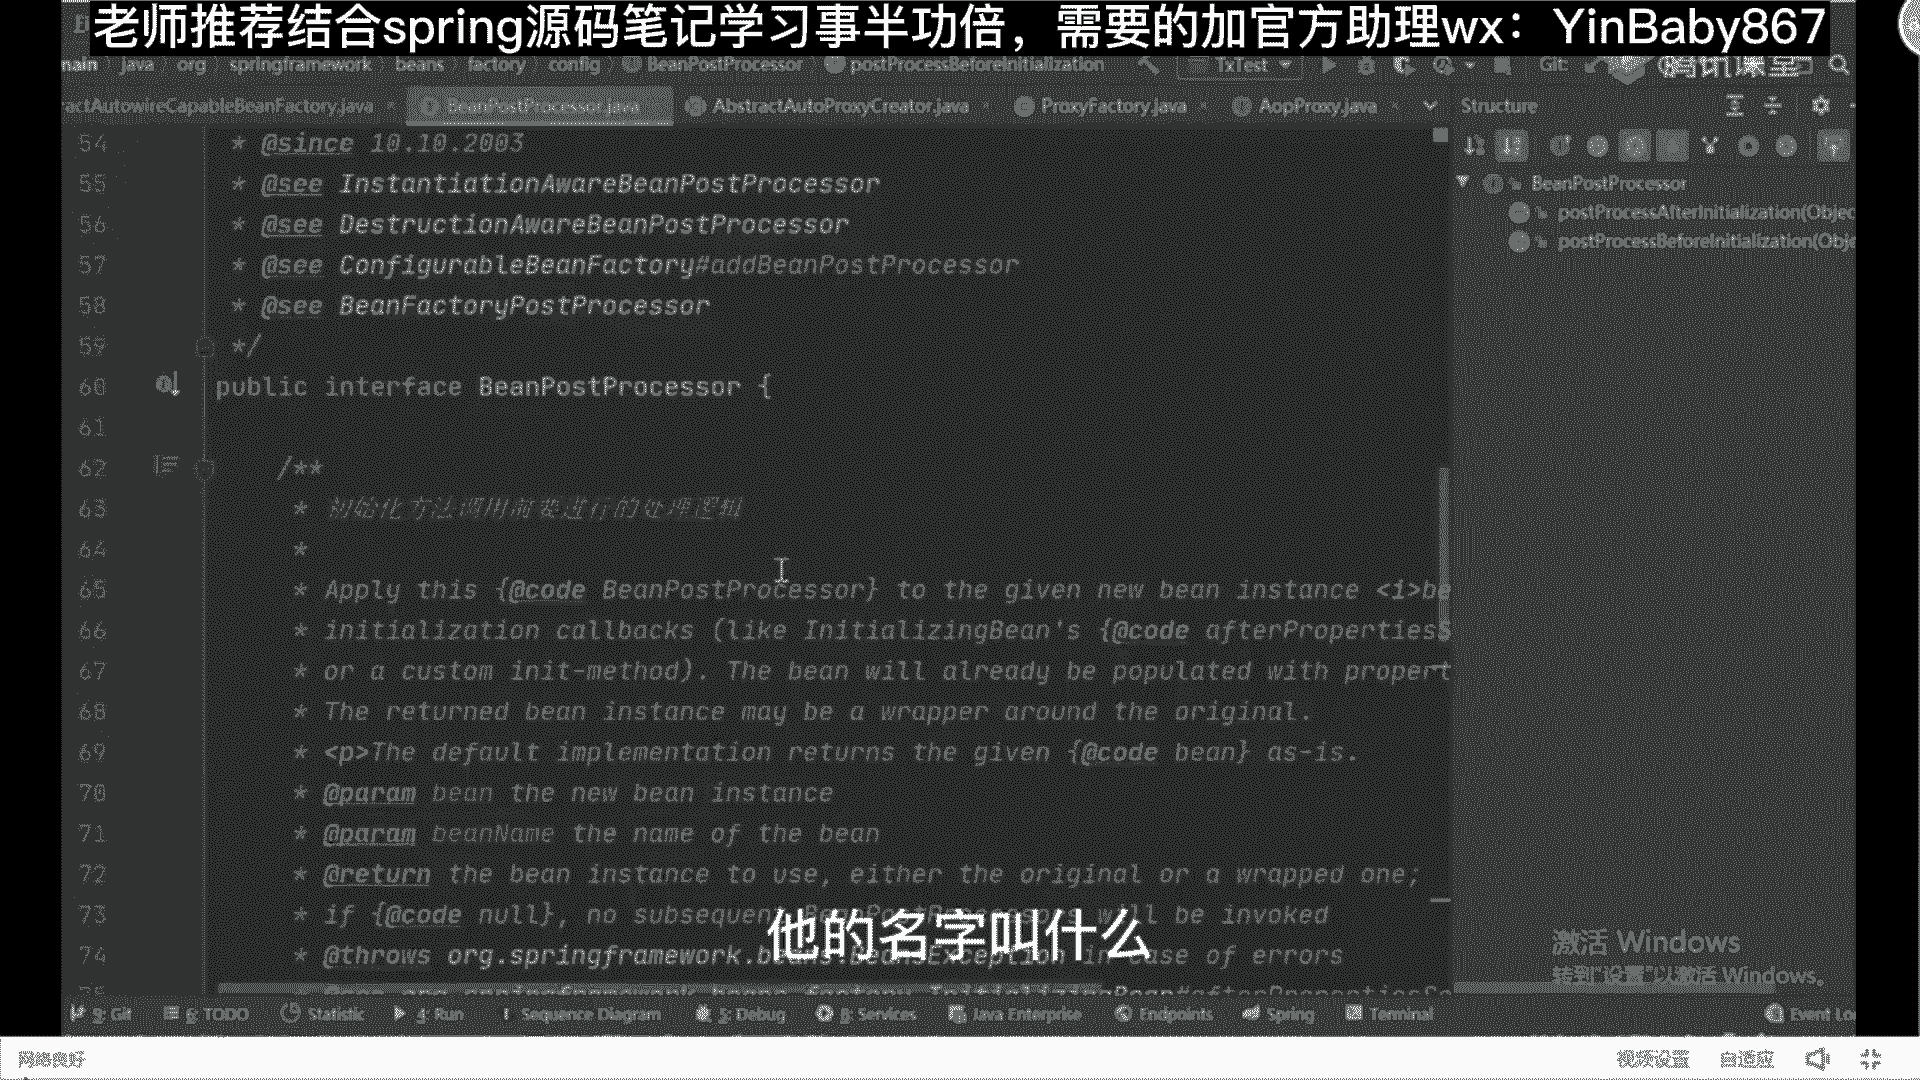 老师推荐结合spring源码笔记学习事半功倍，需要的加官方助理wx：YinBaby867
main java org springframework beans factory config BeanPostProcessor postProcessBeforeInitialization TxTest Git: 腾讯课堂
ractAutowireCapableBeanFactory.java BeanPostProcessor.java AbstractAutoProxyCreator.java ProxyFactory.java AopProxy.java Structure
54 * @since 10.10.2003
55 * @see InstantiationAwareBeanPostProcessor
56 * @see DestructionAwareBeanPostProcessor
57 * @see ConfigurableBeanFactory#addBeanPostProcessor
58 * @see BeanFactoryPostProcessor
59 */
60 public interface BeanPostProcessor {
61
62 /**
63 * 初始化方法调用前要进行的处理逻辑
64 *
65 * Apply this {@code BeanPostProcessor} to the given new bean instance <i>be
66 * initialization callbacks (like InitializingBean's {@code afterPropertiesS
67 * or a custom init-method). The bean will already be populated with propert
68 * The returned bean instance may be a wrapper around the original.
69 * <p>The default implementation returns the given {@code bean} as-is.
70 * @param bean the new bean instance
71 * @param beanName the name of the bean
72 * @return the bean instance to use, either the original or a wrapped one;
73 * if {@code null}, no subsequent BeanPostProcessors will be invoked
74 * @throws org.springframework.beans.BeansException in case of errors
BeanPostProcessor
postProcessAfterInitialization(Objec
postProcessBeforeInitialization(Obje
他的名字叫什么
激活 Windows
转到"设置"以激活 Windows。
9: Git 6: TODO Statistic 4: Run Sequence Diagram 5: Debug 8: Services Java Enterprise Endpoints Spring Terminal Event Lo
网络良好 视频设置 自适应